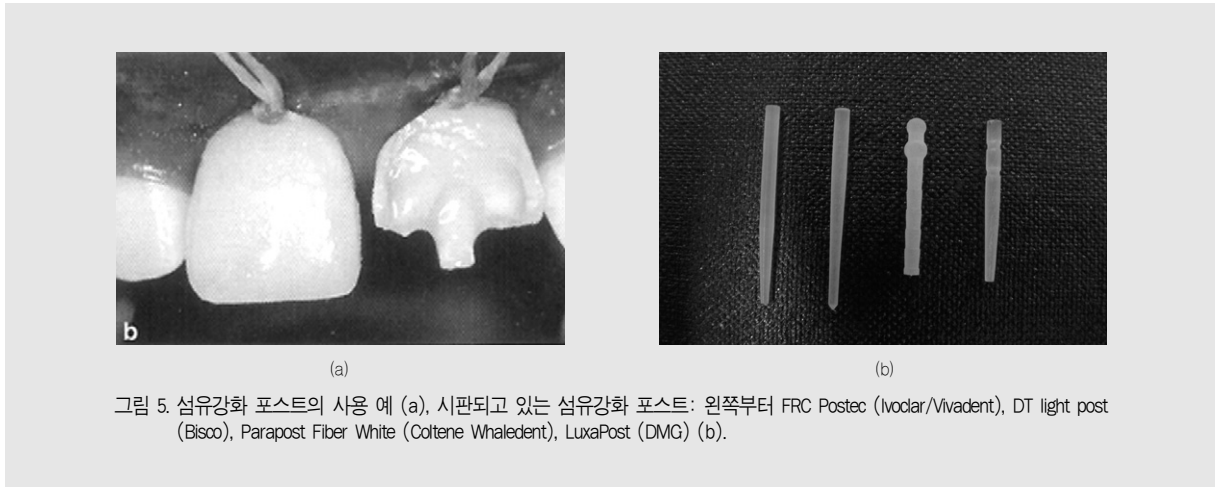 b
(a)
(b)
그림 5. 섬유강화 포스트의 사용 예 (a), 시판되고 있는 섬유강화 포스트: 왼쪽부터 FRC Postec (Ivoclar/Vivadent), DT light post
(Bisco), Parapost Fiber White (Coltene Whaledent), LuxaPost (DMG) (b).